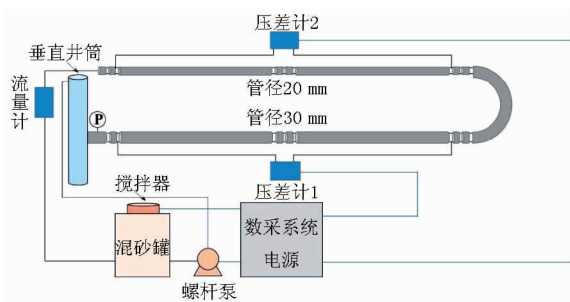 压差计2
垂直井筒
流量计
管径20 mm
管径30 mm
P
压差计1
搅拌器
混砂罐
数采系统
电源
螺杆泵